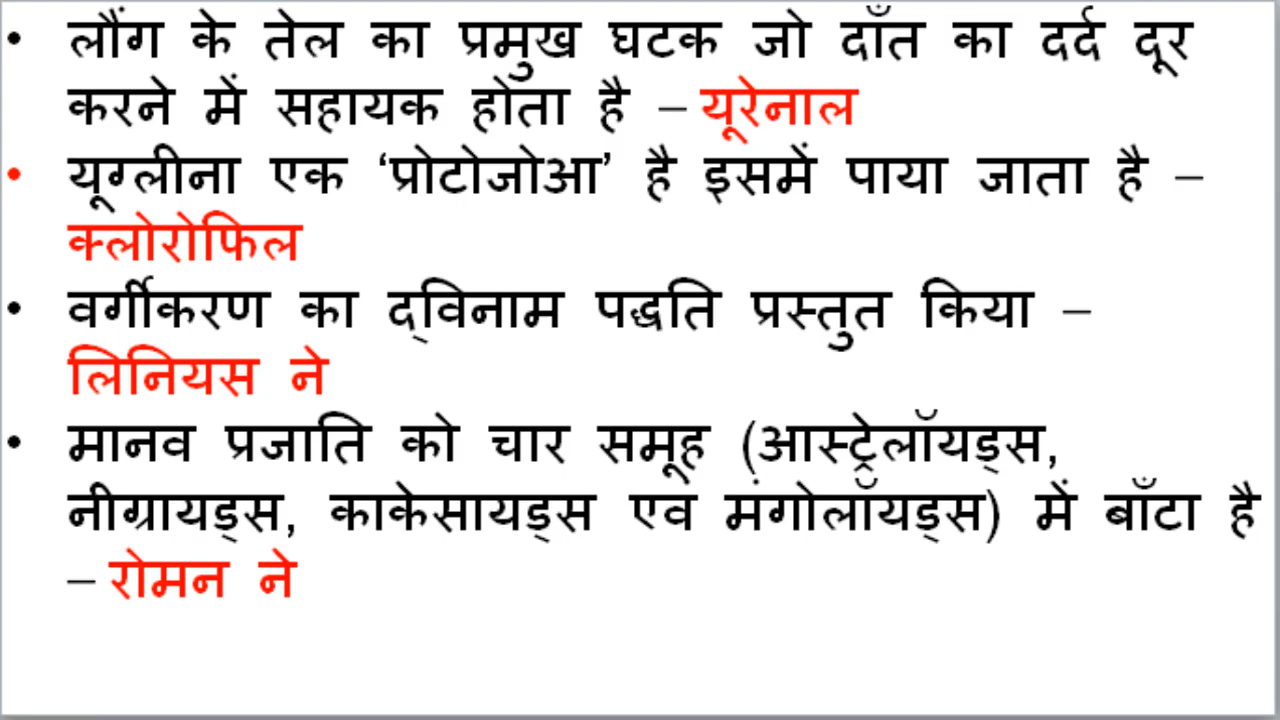 • लौंग के तेल का प्रमुख घटक जो दाँत का दर्द दूर
करने में सहायक होता है – यूरेनाल
• यूग्लीना एक ‘प्रोटोजोआ’ है इसमें पाया जाता है –
क्लोरोफिल
• वर्गीकरण का द्विनाम पद्धति प्रस्तुत किया –
लिनियस ने
• मानव प्रजाति को चार समूह (आस्ट्रेलॉयड्स,
नीग्रायड्स, काकेसायड्स एवं मंगोलॉयड्स) में बाँटा है
– रोमन ने